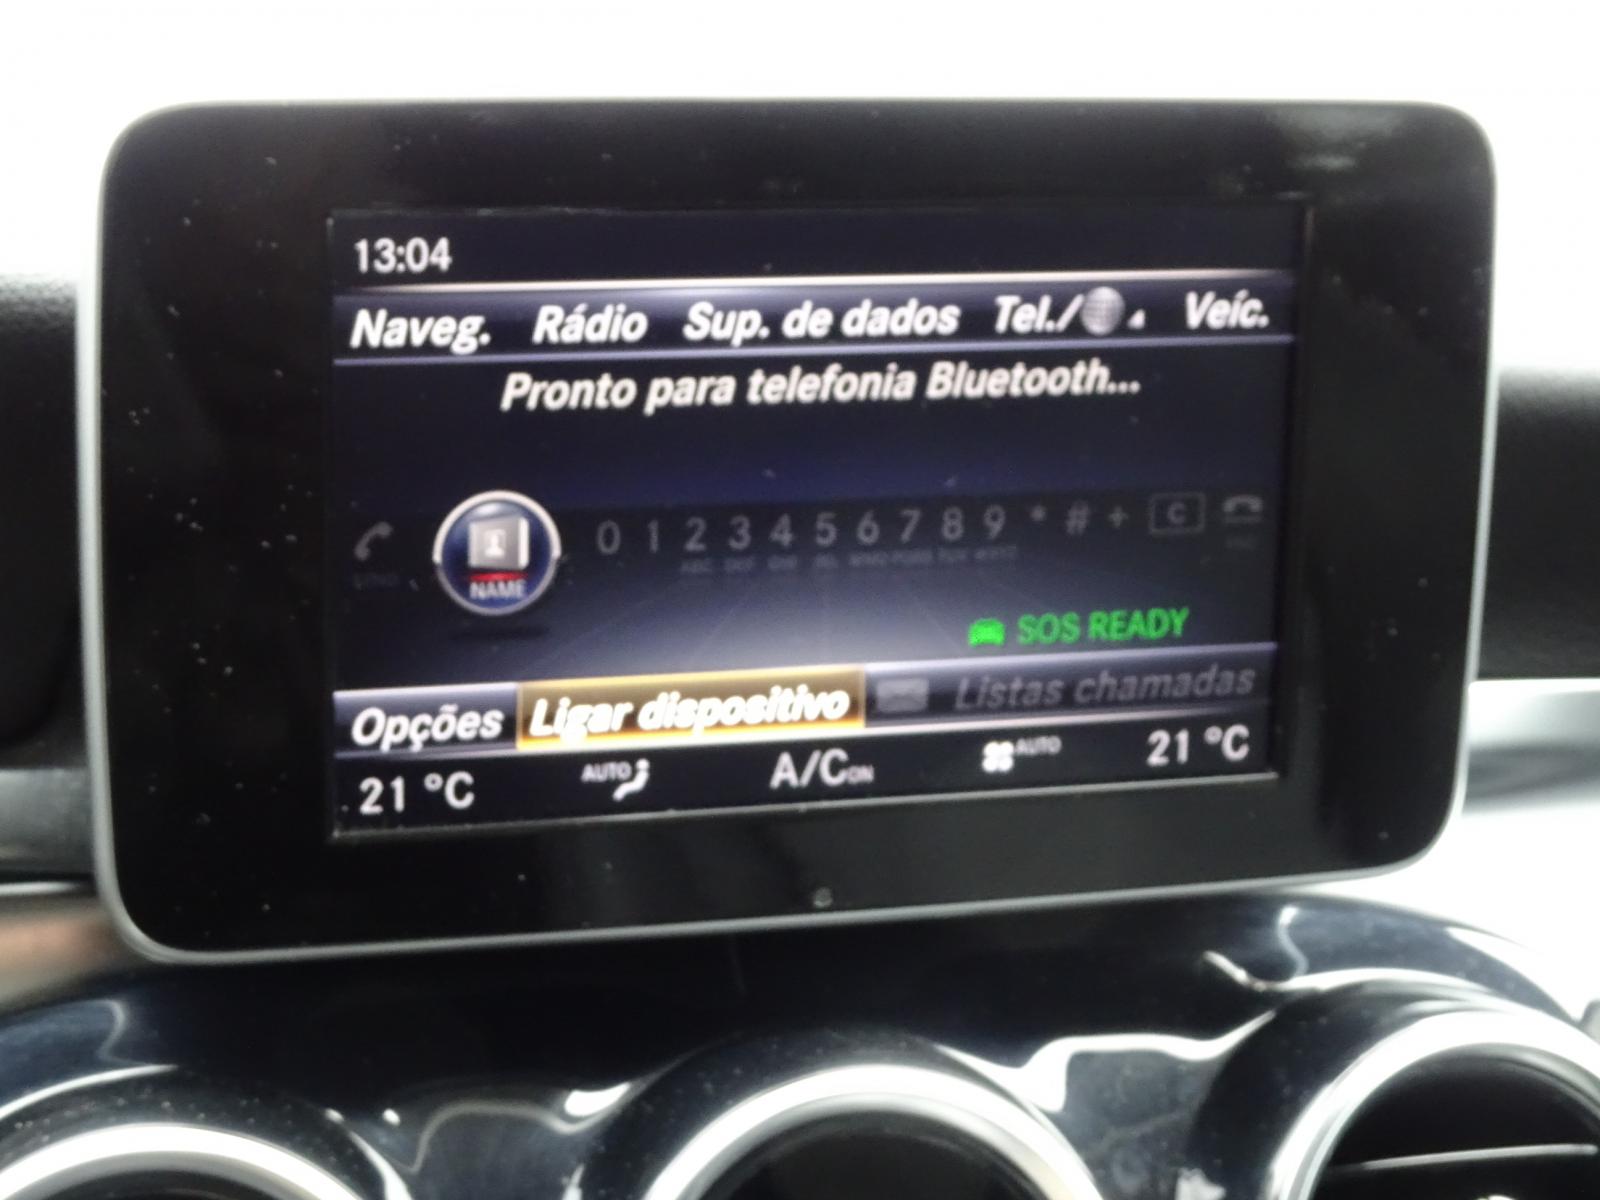 13:04
Naveg. Rádio Sup. de dados Tel./ Veíc.
Pronto para telefonia Bluetooth...
NAME 0 1 2 3 4 5 6 7 8 9 * # + C
SOS READY
Opções Ligar dispositivo Listas chamadas
21 °C AUTO A/C ON AUTO 21 °C